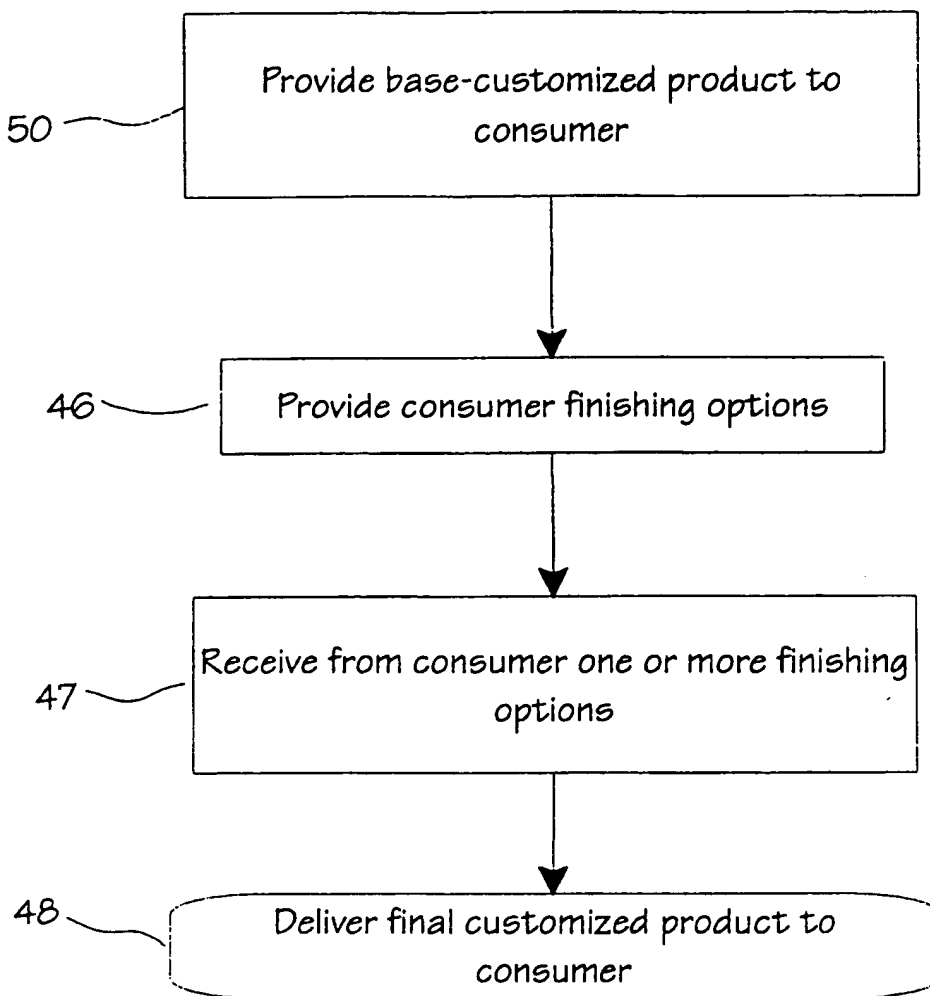 Provide base-customized product to
consumer
50
Provide consumer finishing options
46
Receive from consumer one or more finishing
options
47
Deliver final customized product to
consumer
48